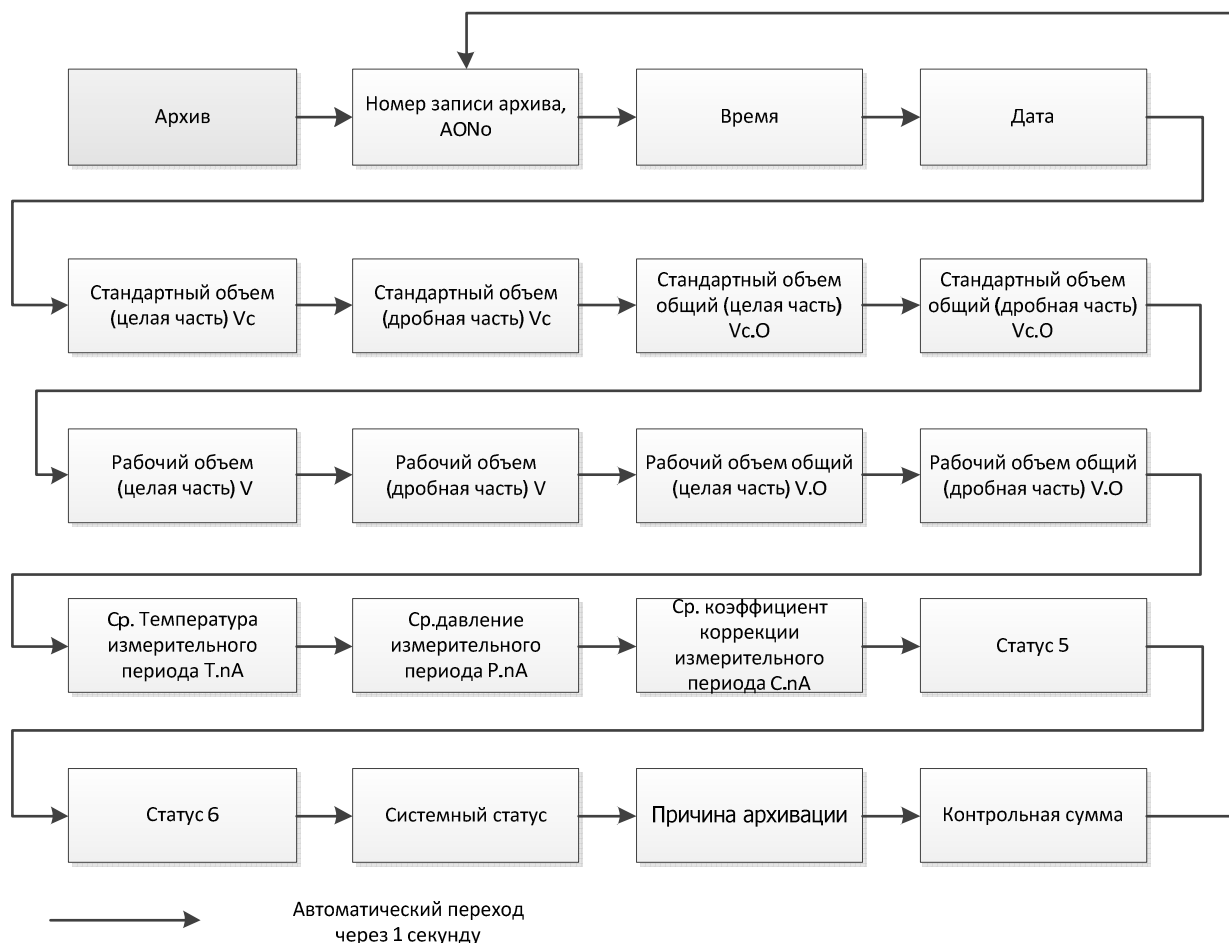 Архив
Номер записи архива,
AONo
Время
Дата
Стандартный объем
(целая часть) Vc
Стандартный объем
(дробная часть) Vc
Стандартный объем
общий (целая часть)
Vc.O
Стандартный объем
общий (дробная часть)
Vc.O
Рабочий объем
(целая часть) V
Рабочий объем
(дробная часть) V
Рабочий объем общий
(целая часть) V.O
Рабочий объем общий
(дробная часть) V.O
Ср. Температура
измерительного
периода T.nA
Ср.давление
измерительного
периода P.nA
Ср. коэффициент
коррекции
измерительного
периода C.nA
Статус 5
Статус 6
Системный статус
Причина архивации
Контрольная сумма
Автоматический переход
через 1 секунду